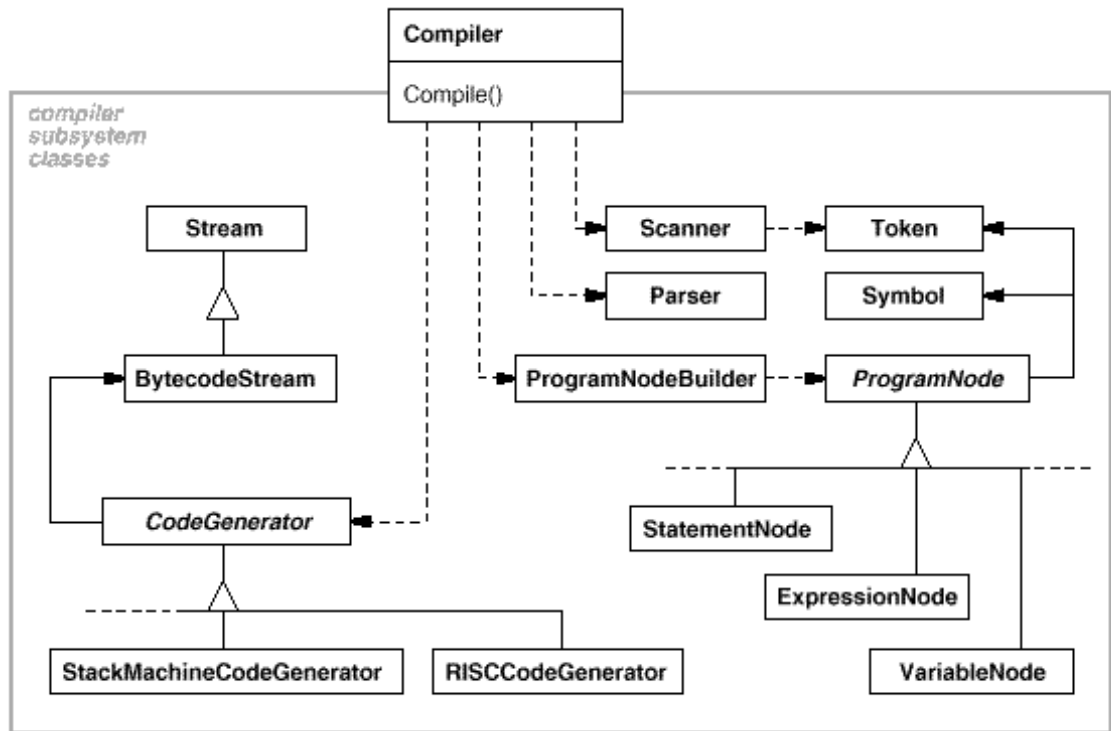 Compiler
Compile()
compiler
subsystem
classes
Stream
Scanner
Token
Parser
Symbol
BytecodeStream
ProgramNodeBuilder
ProgramNode
CodeGenerator
StatementNode
ExpressionNode
StackMachineCodeGenerator
RISCCodeGenerator
VariableNode